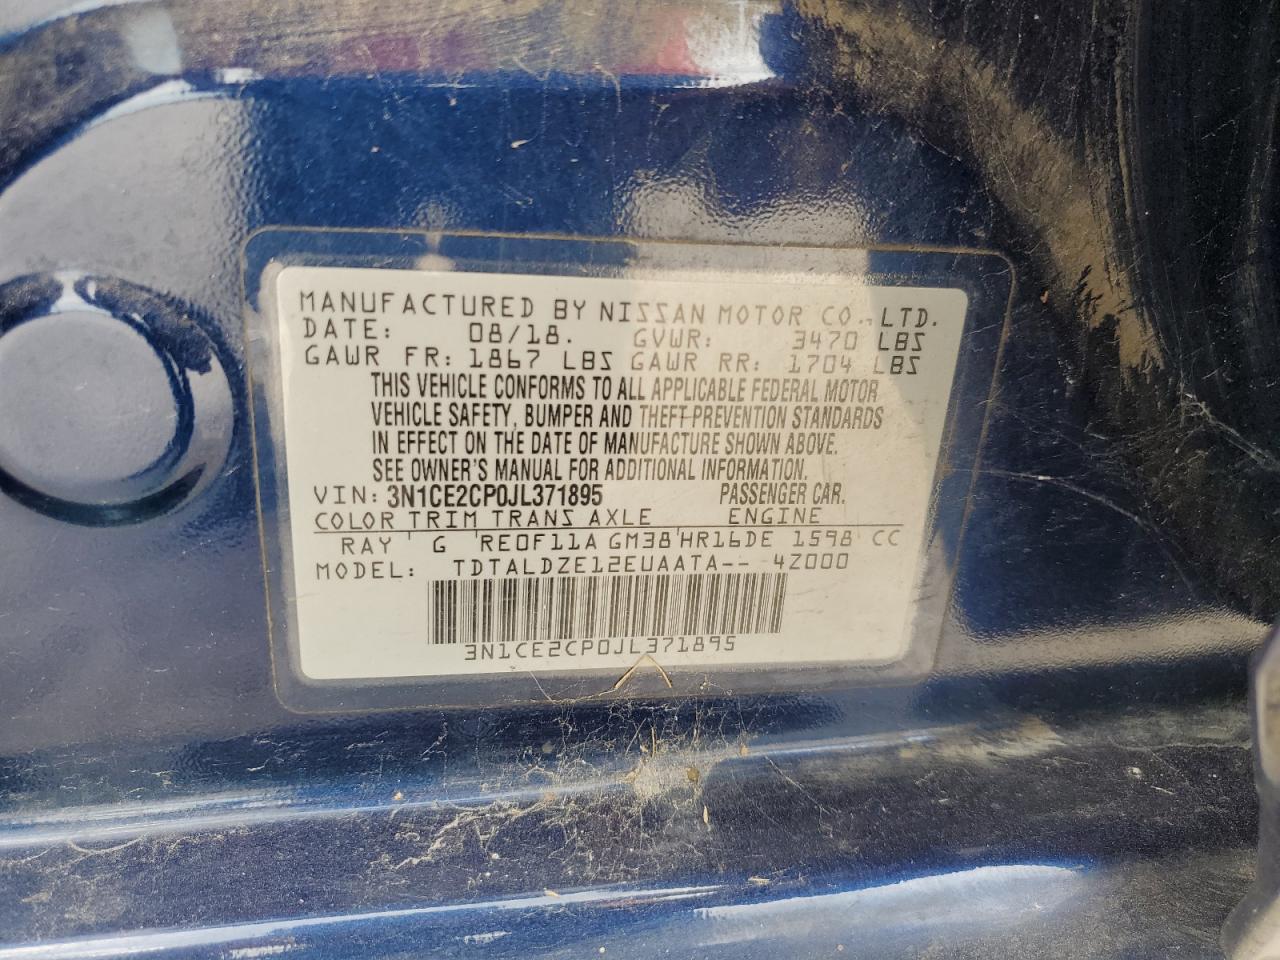 MANUFACTURED BY NISSAN MOTOR CO., LTD.
DATE: 08/18. GVWR: 3470 LBS
GAWR FR: 1867 LBS GAWR RR: 1704 LBS
THIS VEHICLE CONFORMS TO ALL APPLICABLE FEDERAL MOTOR
VEHICLE SAFETY, BUMPER AND THEFT PREVENTION STANDARDS
IN EFFECT ON THE DATE OF MANUFACTURE SHOWN ABOVE.
SEE OWNER'S MANUAL FOR ADDITIONAL INFORMATION.
VIN: 3N1CE2CP0JL371895 PASSENGER CAR.
COLOR TRIM TRANS AXLE ENGINE
RAY ' G ' RE0F11A GM38 ' HR16DE 1598 CC
MODEL: TDTALDZE12EUAATA-- 4Z000
3N1CE2CP0JL371895